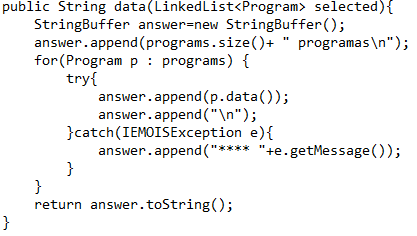 public String data(LinkedList<Program> selected){
    StringBuffer answer=new StringBuffer();
    answer.append(programs.size()+ " programas\n");
    for(Program p : programs) {
        try{
            answer.append(p.data());
            answer.append("\n");
        }catch(IEMOISException e){
            answer.append("**** "+e.getMessage());
        }
    }
    return answer.toString();
}